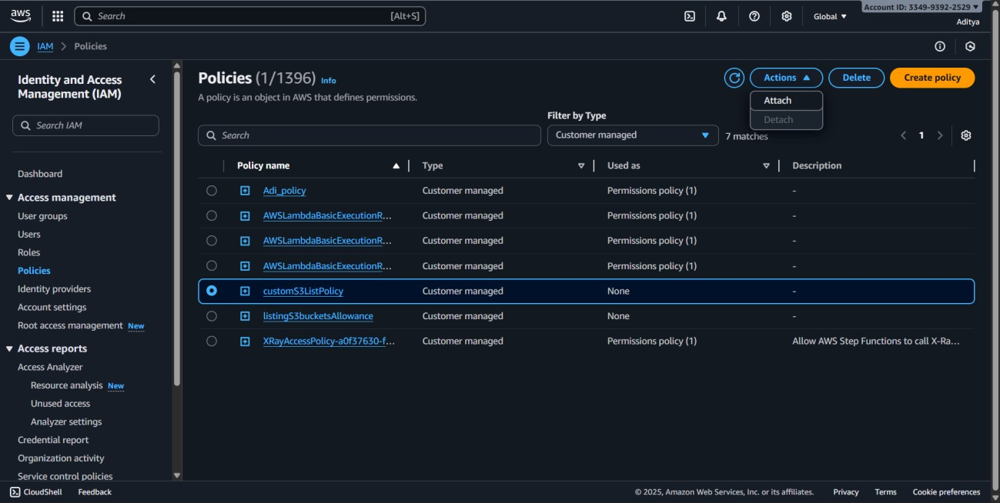 aws
Search [Alt+S]
Global
Account ID: 3349-9392-2529
Aditya
IAM > Policies
Identity and Access
Management (IAM)
Search IAM
Dashboard
Access management
User groups
Users
Roles
Policies
Identity providers
Account settings
Root access management New
Access reports
Access Analyzer
Resource analysis New
Unused access
Analyzer settings
Credential report
Organization activity
Service control policies
Policies (1/1396) Info
A policy is an object in AWS that defines permissions.
Actions
Delete
Create policy
Attach
Detach
Filter by Type
Search
Customer managed
7 matches
1
Policy name Type Used as Description
Adi_policy Customer managed Permissions policy (1) -
AWSLambdaBasicExecutionR... Customer managed Permissions policy (1) -
AWSLambdaBasicExecutionR... Customer managed Permissions policy (1) -
AWSLambdaBasicExecutionR... Customer managed Permissions policy (1) -
customS3ListPolicy Customer managed None -
listingS3bucketsAllowance Customer managed None -
XRayAccessPolicy-a0f37630-f... Customer managed Permissions policy (1) Allow AWS Step Functions to call X-Ra...
CloudShell Feedback
© 2025, Amazon Web Services, Inc. or its affiliates. Privacy Terms Cookie preferences